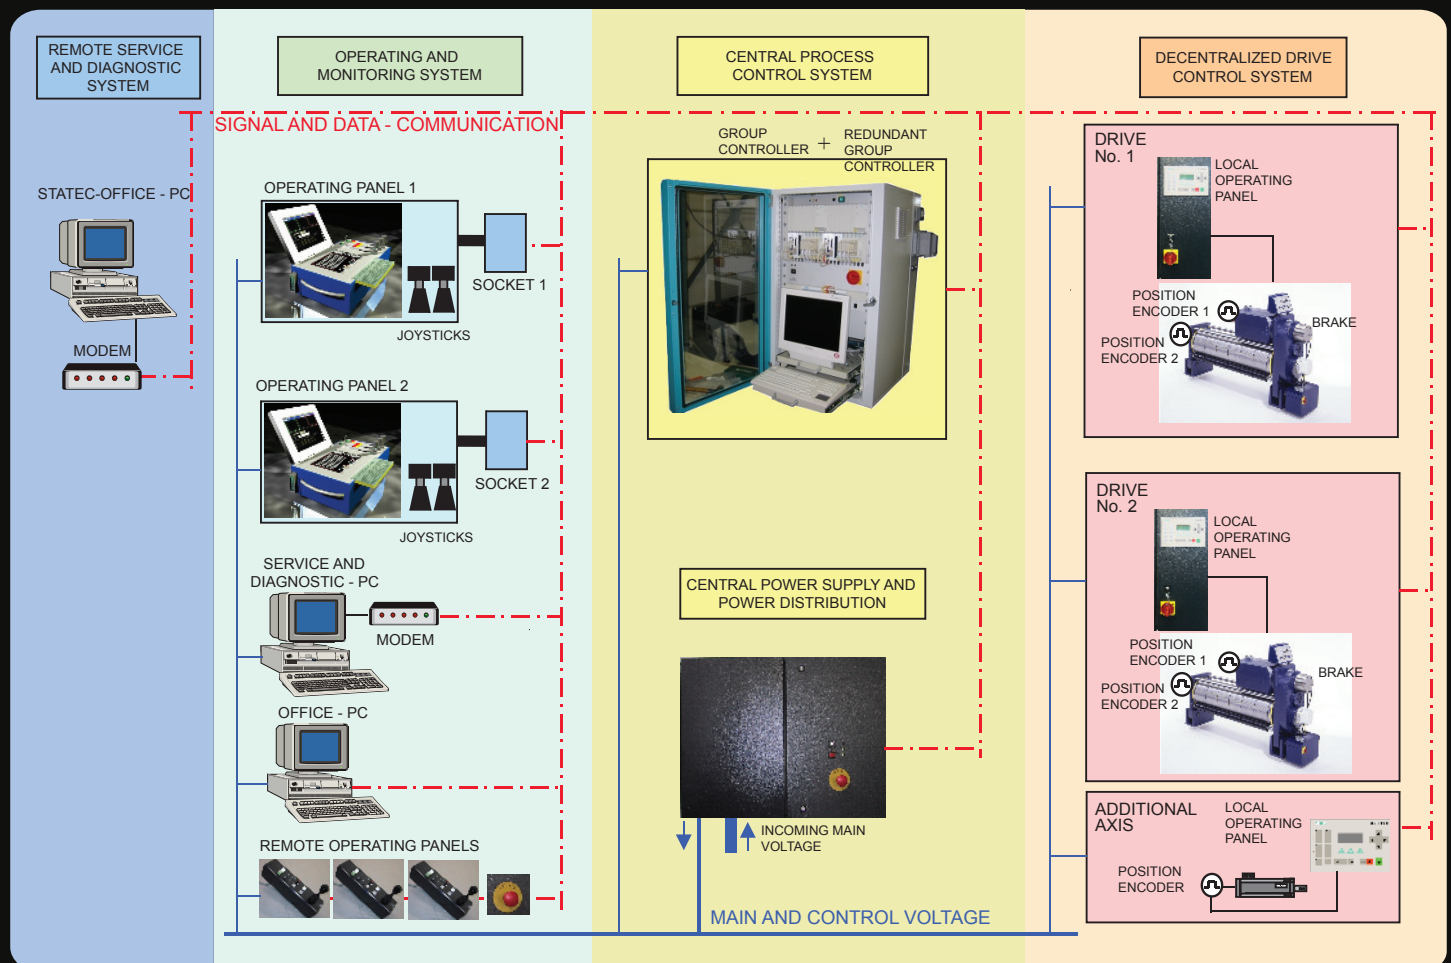 REMOTE SERVICE
AND DIAGNOSTIC
SYSTEM
OPERATING AND
MONITORING SYSTEM
CENTRAL PROCESS
CONTROL SYSTEM
DECENTRALIZED DRIVE
CONTROL SYSTEM
SIGNAL AND DATA - COMMUNICATION
STATEC-OFFICE - PC
MODEM
OPERATING PANEL 1
SOCKET 1
JOYSTICKS
OPERATING PANEL 2
SOCKET 2
JOYSTICKS
SERVICE AND
DIAGNOSTIC - PC
MODEM
OFFICE - PC
REMOTE OPERATING PANELS
GROUP
CONTROLLER
+
REDUNDANT
GROUP
CONTROLLER
CENTRAL POWER SUPPLY AND
POWER DISTRIBUTION
INCOMING MAIN
VOLTAGE
MAIN AND CONTROL VOLTAGE
DRIVE
No. 1
LOCAL
OPERATING
PANEL
POSITION
ENCODER 1
POSITION
ENCODER 2
BRAKE
DRIVE
No. 2
LOCAL
OPERATING
PANEL
POSITION
ENCODER 1
POSITION
ENCODER 2
BRAKE
ADDITIONAL
AXIS
LOCAL
OPERATING
PANEL
POSITION
ENCODER